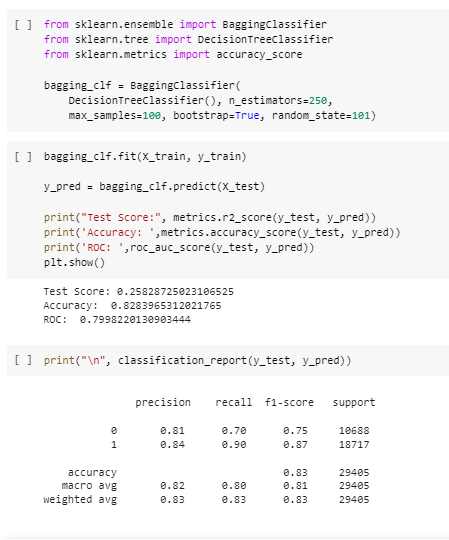 [ ] from sklearn.ensemble import BaggingClassifier
from sklearn.tree import DecisionTreeClassifier
from sklearn.metrics import accuracy_score
bagging_clf = BaggingClassifier(
DecisionTreeClassifier(), n_estimators=250,
max_samples=100, bootstrap=True, random_state=101)
[ ] bagging_clf.fit(X_train, y_train)
y_pred = bagging_clf.predict(X_test)
print("Test Score:", metrics.r2_score(y_test, y_pred))
print('Accuracy: ',metrics.accuracy_score(y_test, y_pred))
print('ROC: ',roc_auc_score(y_test, y_pred))
plt.show()
Test Score: 0.25828725023106525
Accuracy:  0.8283965312021765
ROC:  0.7998220130903444
[ ] print("\n", classification_report(y_test, y_pred))
precision recall f1-score support
0 0.81 0.70 0.75 10688
1 0.84 0.90 0.87 18717
accuracy 0.83 29405
macro avg 0.82 0.80 0.81 29405
weighted avg 0.83 0.83 0.83 29405